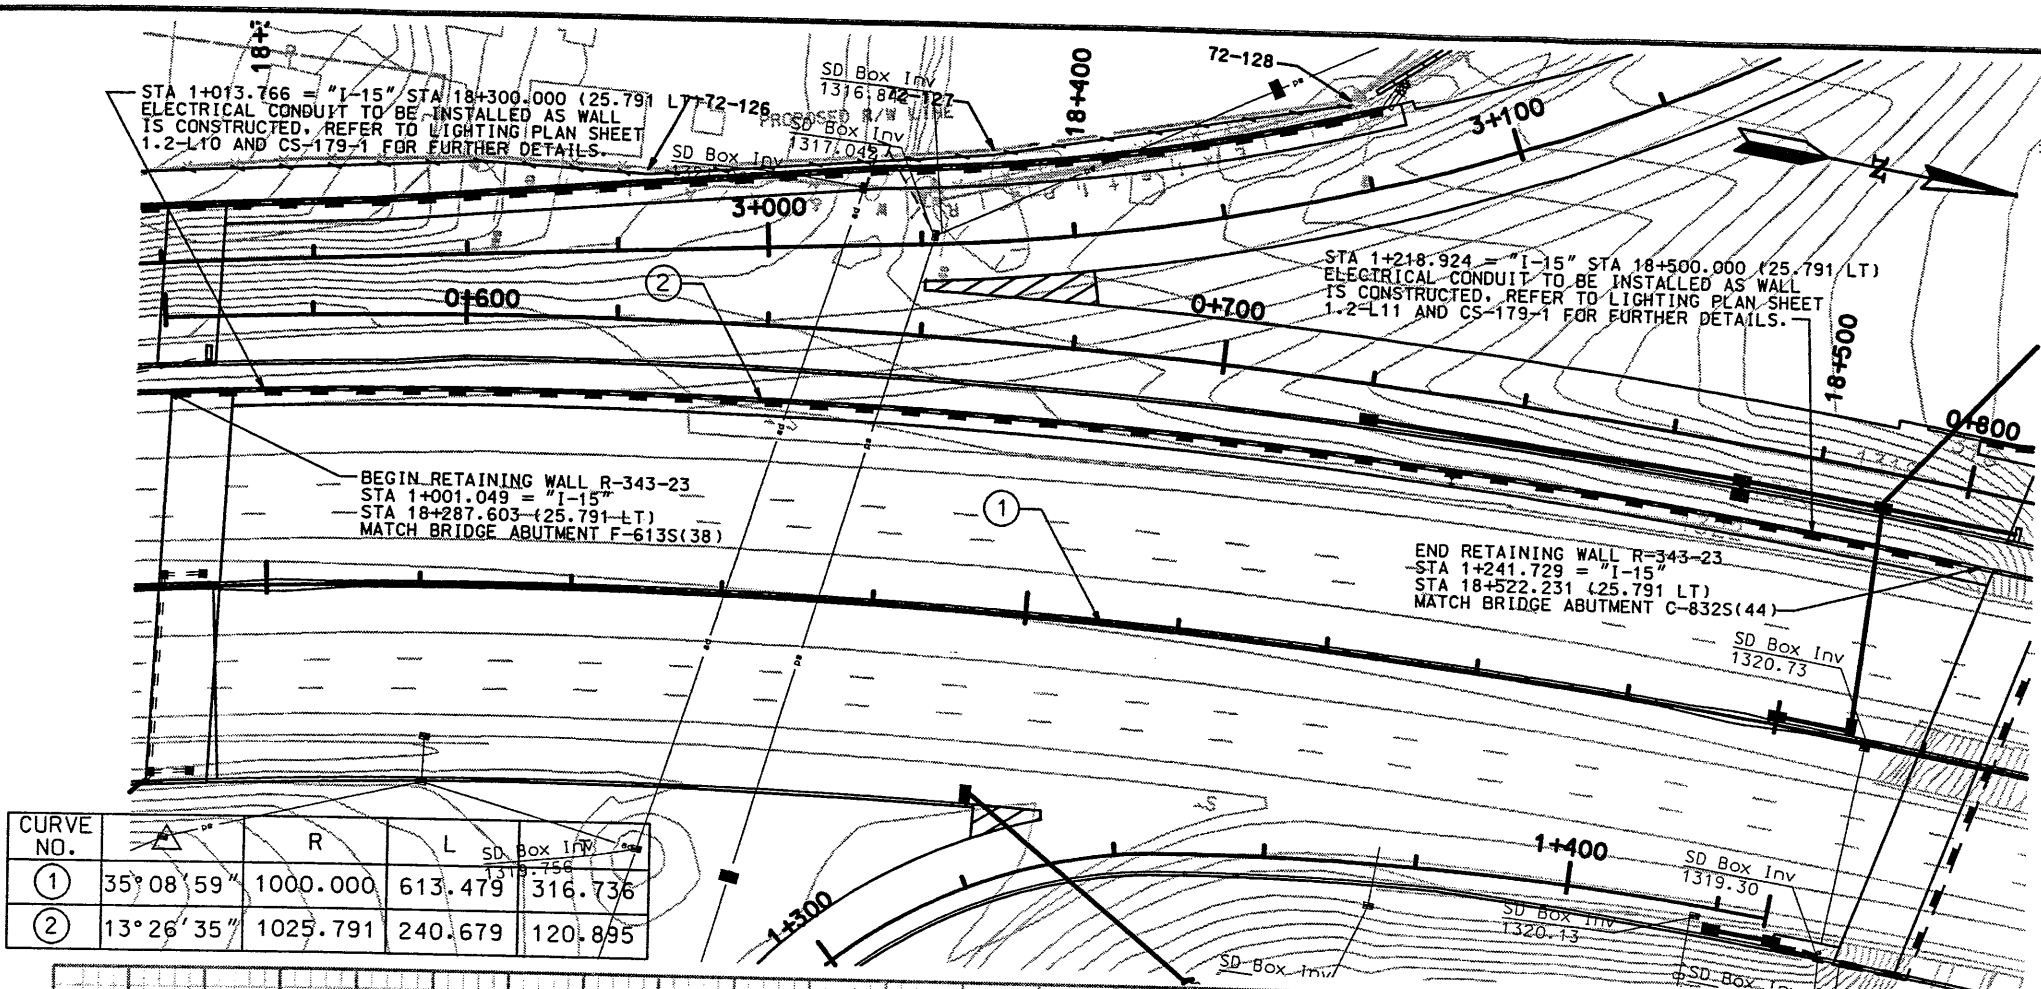 18+400
72-128
SD Box Inv
STA 1+013.766 = "I-15" STA 18+300.000 (25.791 LT)
72-126
ELECTRICAL CONDUIT TO BE INSTALLED AS WALL
IS CONSTRUCTED. REFER TO LIGHTING PLAN SHEET
1.2-L10 AND CS-179-1 FOR FURTHER DETAILS.
PROPOSED R/W LINE
SD Box Inv
1317.042
SD Box Inv
3+100
N
3+000
STA 1+218.924 = "I-15" STA 18+500.000 (25.791 LT)
ELECTRICAL CONDUIT TO BE INSTALLED AS WALL
IS CONSTRUCTED. REFER TO LIGHTING PLAN SHEET
1.2-L11 AND CS-179-1 FOR FURTHER DETAILS.
2
0+600
0+700
18+500
0+800
BEGIN RETAINING WALL R-343-23
STA 1+001.049 = "I-15"
STA 18+287.603 (25.791 LT)
MATCH BRIDGE ABUTMENT F-613S(38)
1
END RETAINING WALL R-343-23
STA 1+241.729 = "I-15"
STA 18+522.231 (25.791 LT)
MATCH BRIDGE ABUTMENT C-832S(44)
SD Box Inv
1320.73
CURVE NO. R L
SD Box Inv
1319.756
1 35°08'59" 1000.000 613.479 316.736
2 13°26'35" 1025.791 240.679 120.895
1+300
1+400
SD Box Inv
1319.30
SD Box Inv
1320.13
SD Box Inv